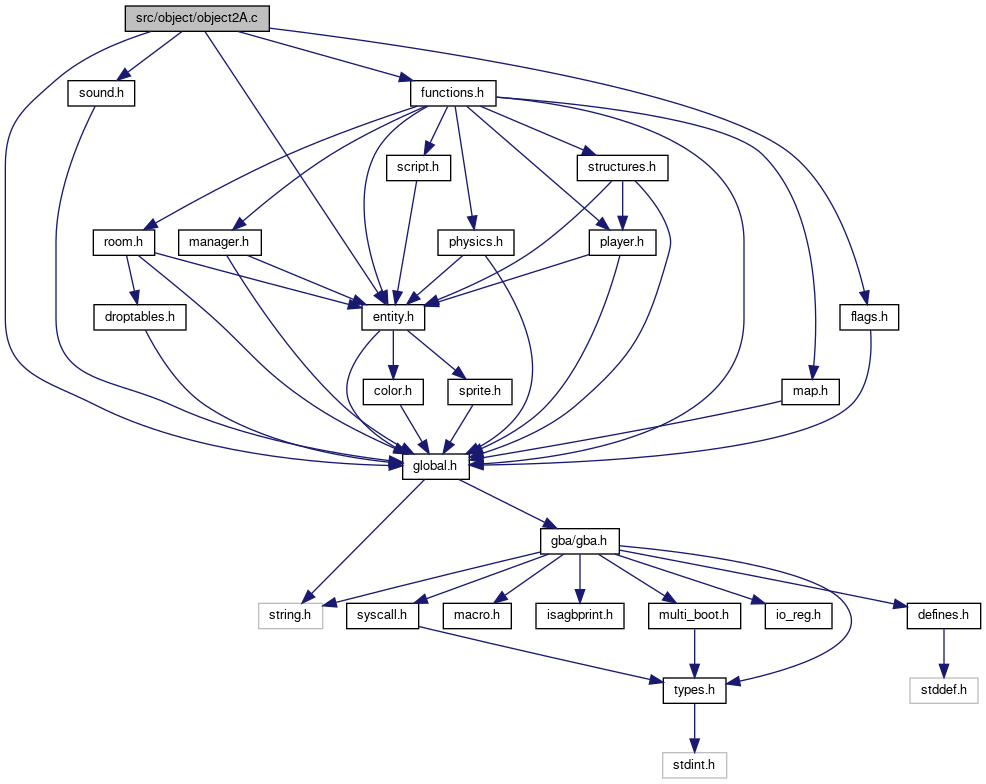 src/object/object2A.c
sound.h
functions.h
script.h
structures.h
room.h
manager.h
physics.h
player.h
droptables.h
entity.h
flags.h
color.h
sprite.h
map.h
global.h
gba/gba.h
string.h
syscall.h
macro.h
isagbprint.h
multi_boot.h
io_reg.h
defines.h
types.h
stddef.h
stdint.h